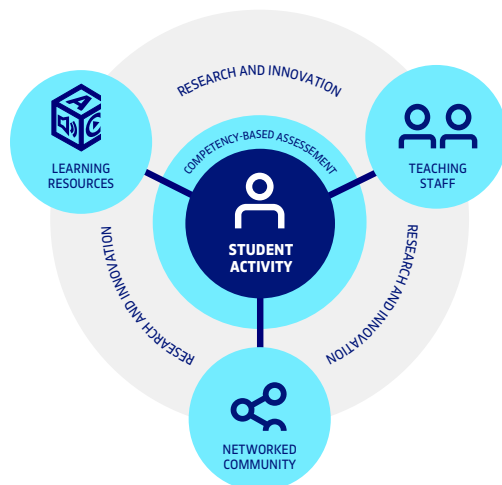 RESEARCH AND INNOVATION
A
C
LEARNING
RESOURCES
COMPETENCY-BASED ASSESSMENT
TEACHING
STAFF
STUDENT
ACTIVITY
RESEARCH AND INNOVATION
RESEARCH AND INNOVATION
NETWORKED
COMMUNITY